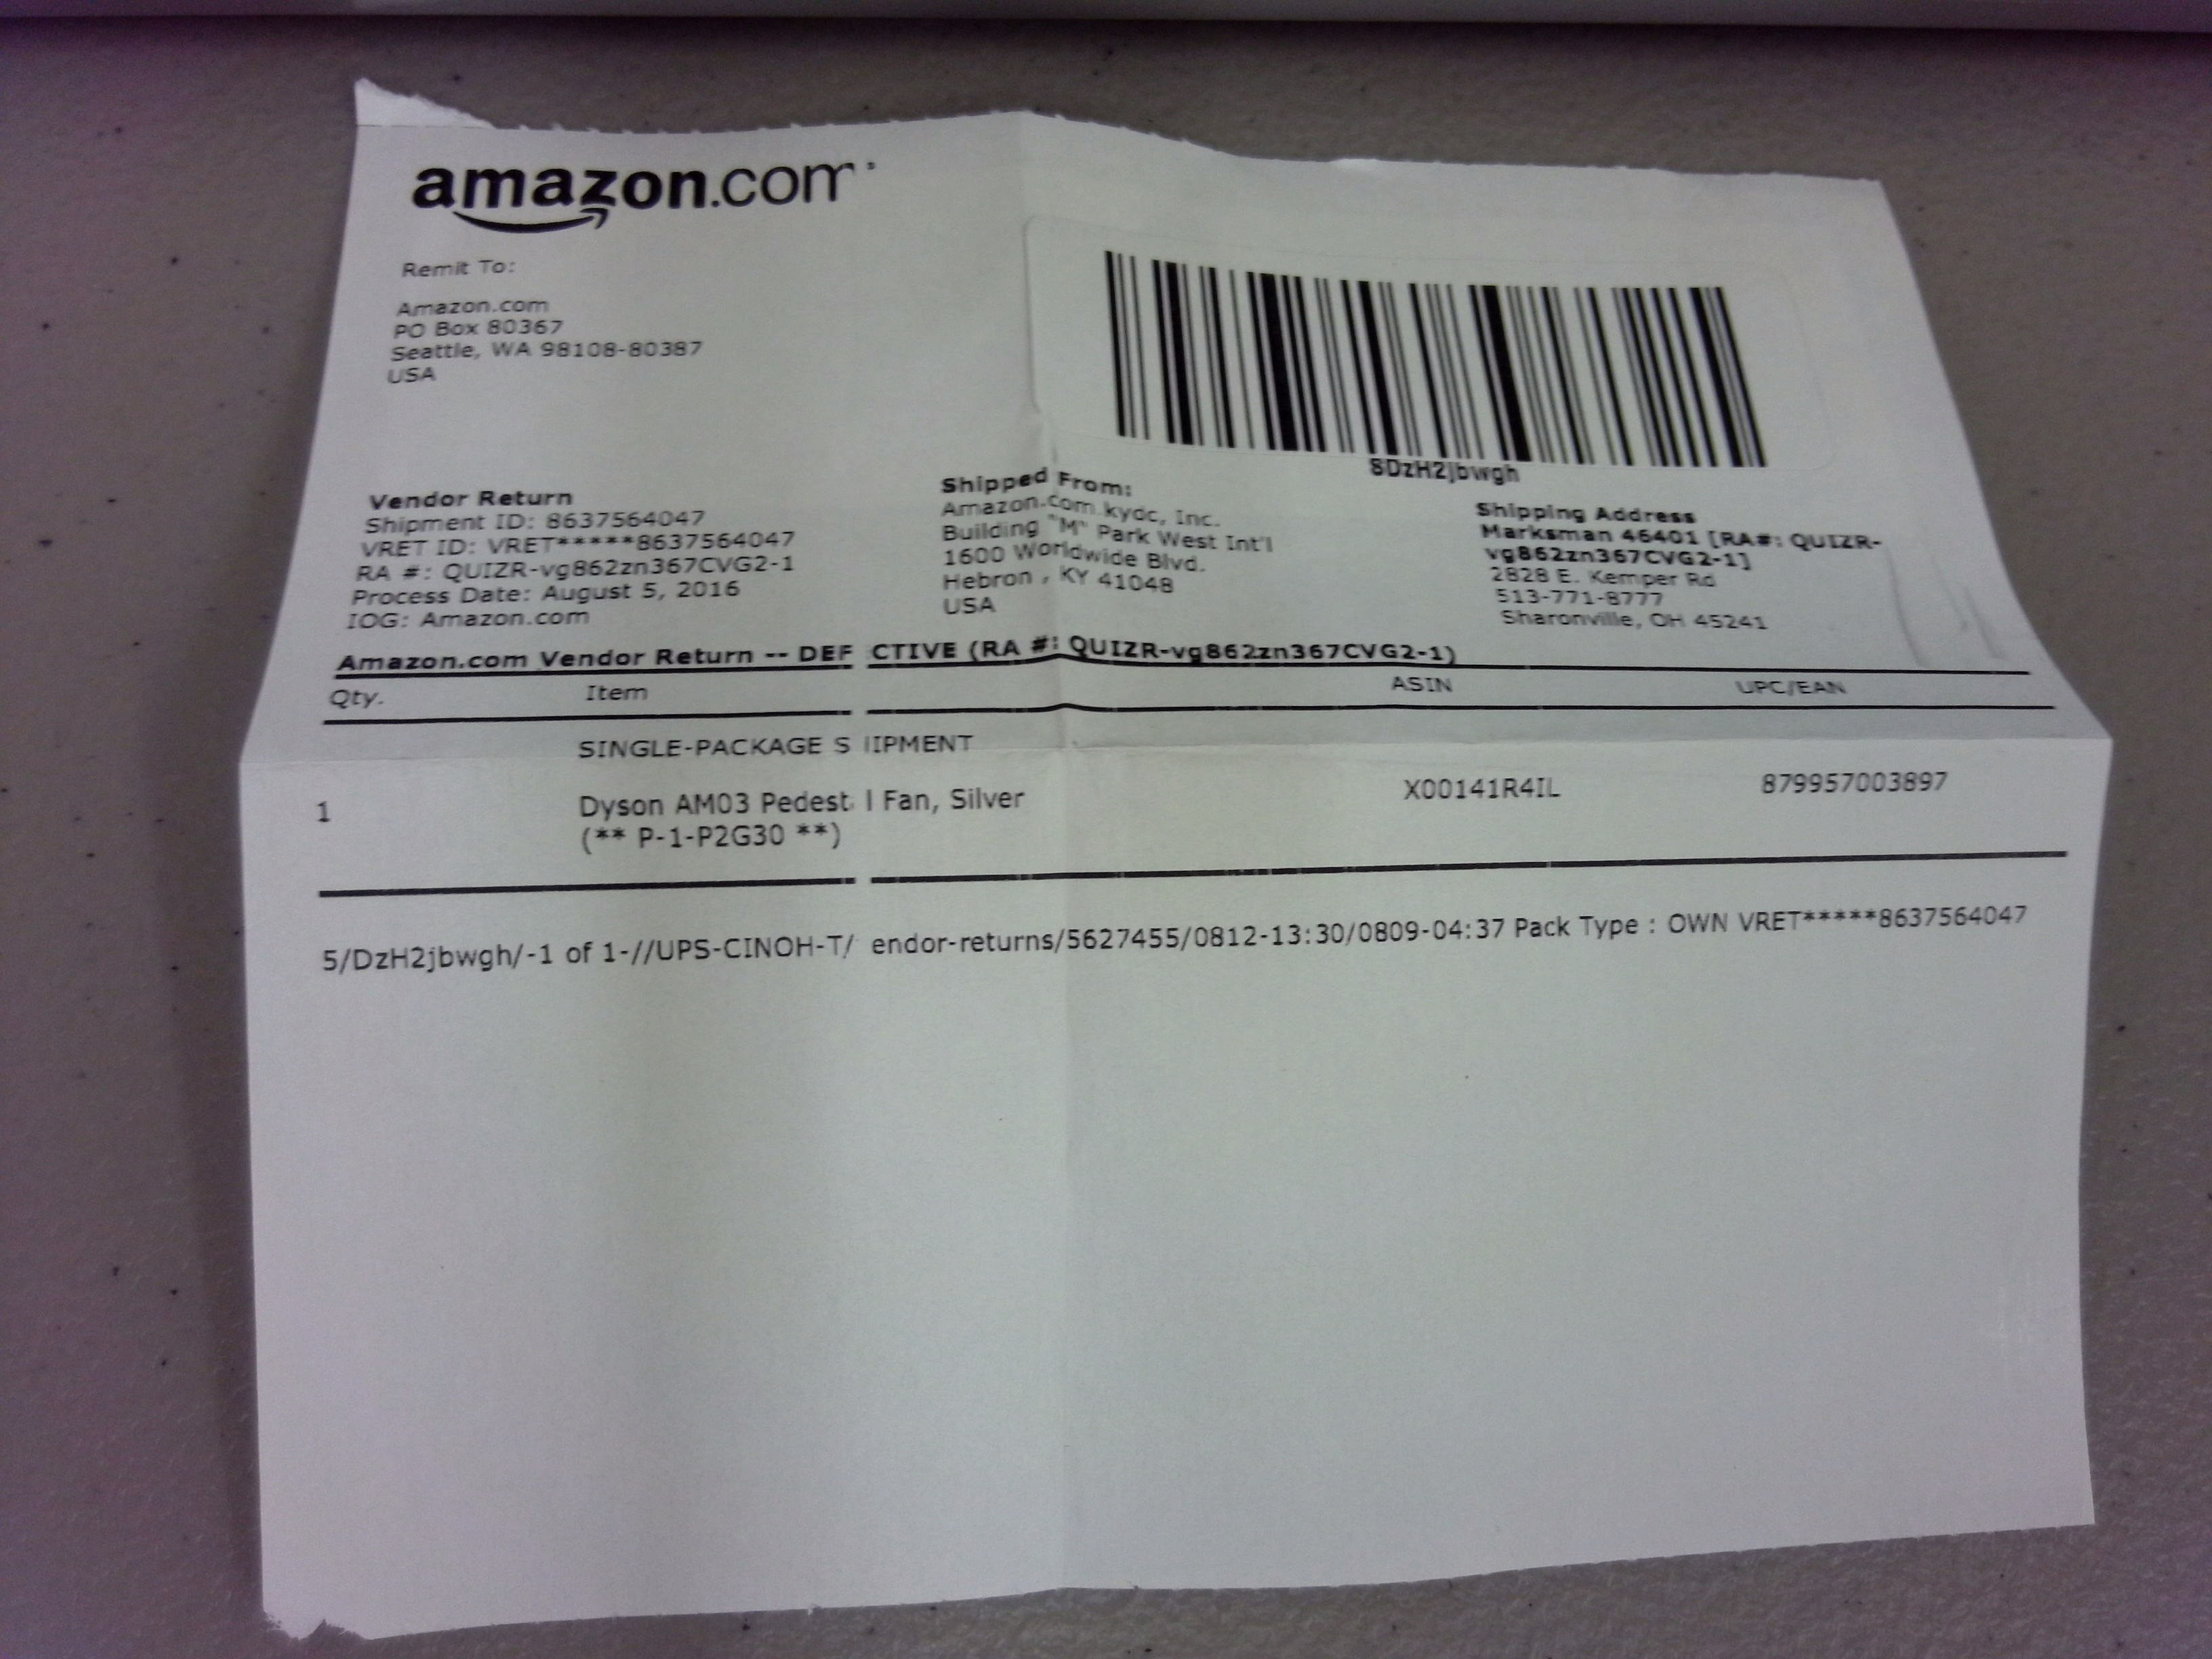 amazon.com
Remit To:
Amazon.com
PO Box 80367
Seattle, WA 98108-80387
USA
8DzH2jbwgh
Vendor Return
Shipment ID: 8637564047
VRET ID: VRET*****8637564047
RA #: QUIZR-vg862zn367CVG2-1
Process Date: August 5, 2016
IOG: Amazon.com
Shipped From:
Amazon.com.kydc, Inc.
Building "M" Park West Int'l
1600 Worldwide Blvd.
Hebron , KY 41048
USA
Shipping Address
Marksman 46401 [RA#: QUIZR-
vg862zn367CVG2-1]
2828 E. Kemper Rd
513-771-8777
Sharonville, OH 45241
Amazon.com Vendor Return -- DEF CTIVE (RA #: QUIZR-vg862zn367CVG2-1)
Qty. Item ASIN UPC/EAN
SINGLE-PACKAGE S IIPMENT
1 Dyson AM03 Pedest l Fan, Silver X00141R4IL 879957003897
(** P-1-P2G30 **)
5/DzH2jbwgh/-1 of 1-//UPS-CINOH-T/ endor-returns/5627455/0812-13:30/0809-04:37 Pack Type : OWN VRET*****8637564047